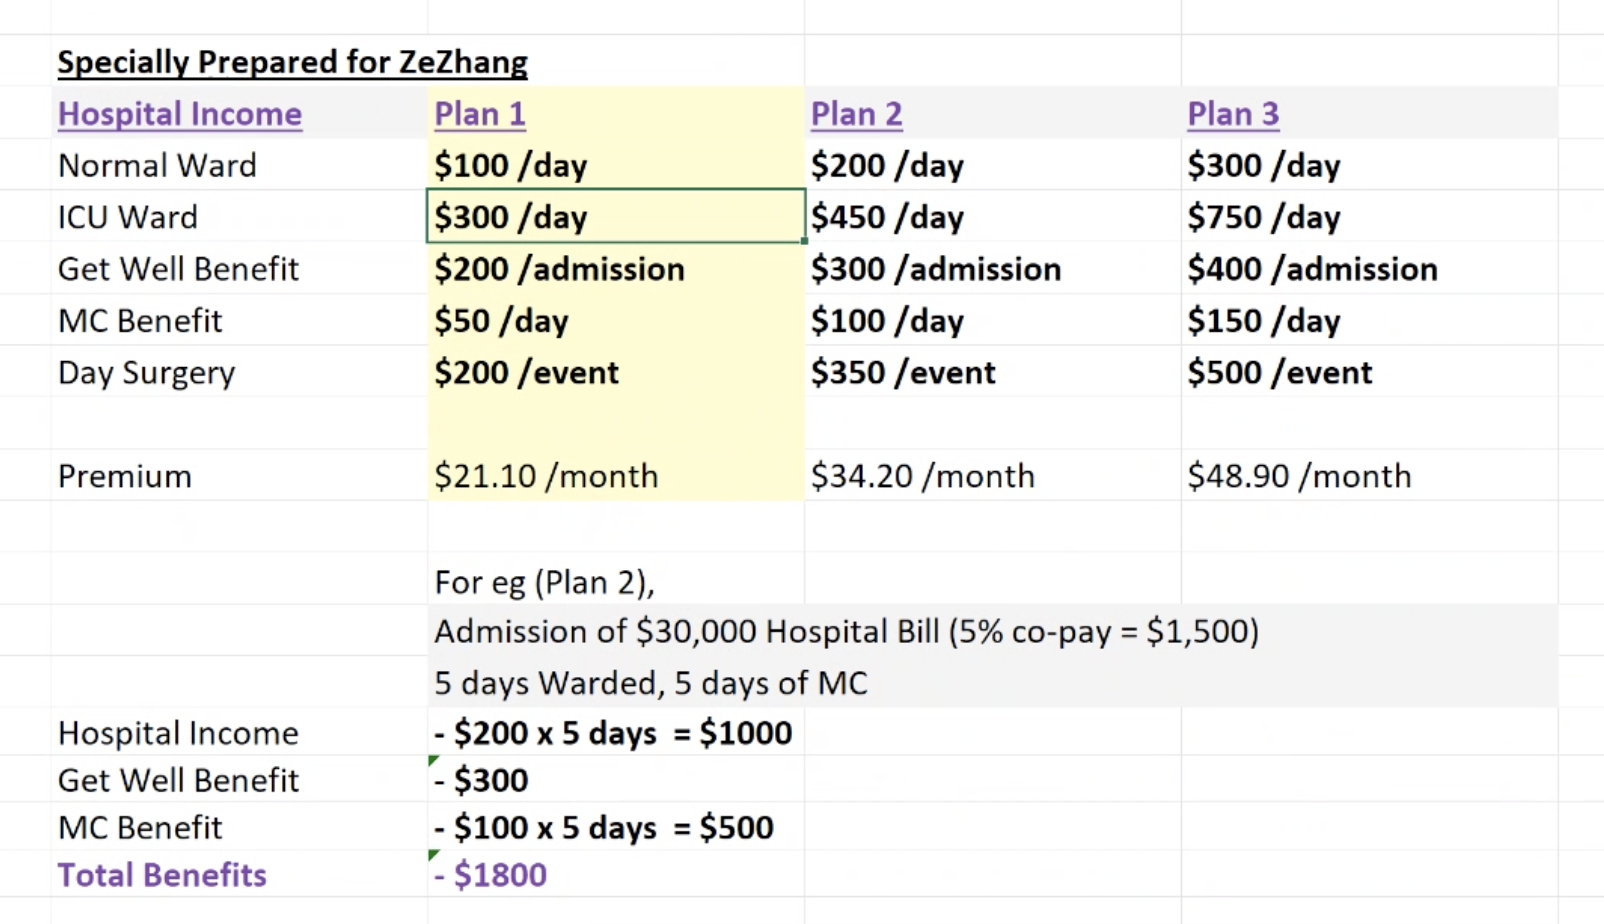 Specially Prepared for ZeZhang
Hospital Income Plan 1 Plan 2 Plan 3
Normal Ward $100 /day $200 /day $300 /day
ICU Ward $300 /day $450 /day $750 /day
Get Well Benefit $200 /admission $300 /admission $400 /admission
MC Benefit $50 /day $100 /day $150 /day
Day Surgery $200 /event $350 /event $500 /event
Premium $21.10 /month $34.20 /month $48.90 /month
For eg (Plan 2),
Admission of $30,000 Hospital Bill (5% co-pay = $1,500)
5 days Warded, 5 days of MC
Hospital Income - $200 x 5 days = $1000
Get Well Benefit - $300
MC Benefit - $100 x 5 days = $500
Total Benefits - $1800